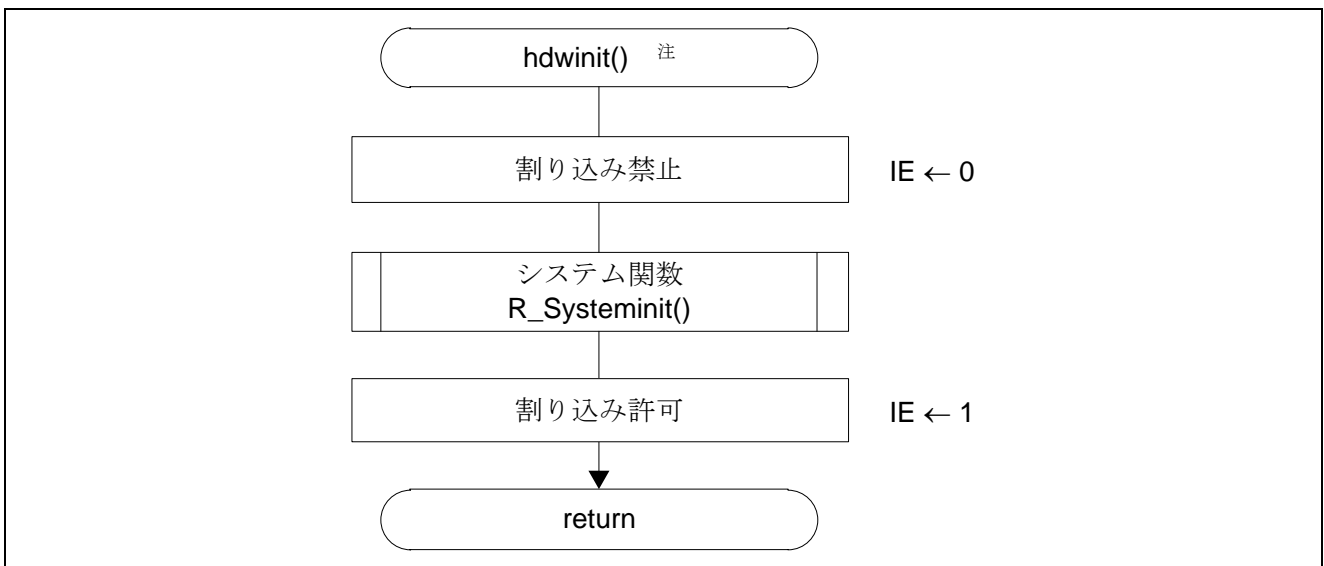 hdwinit() 注
割り込み禁止
IE ← 0
システム関数
R_Systeminit()
割り込み許可
IE ← 1
return